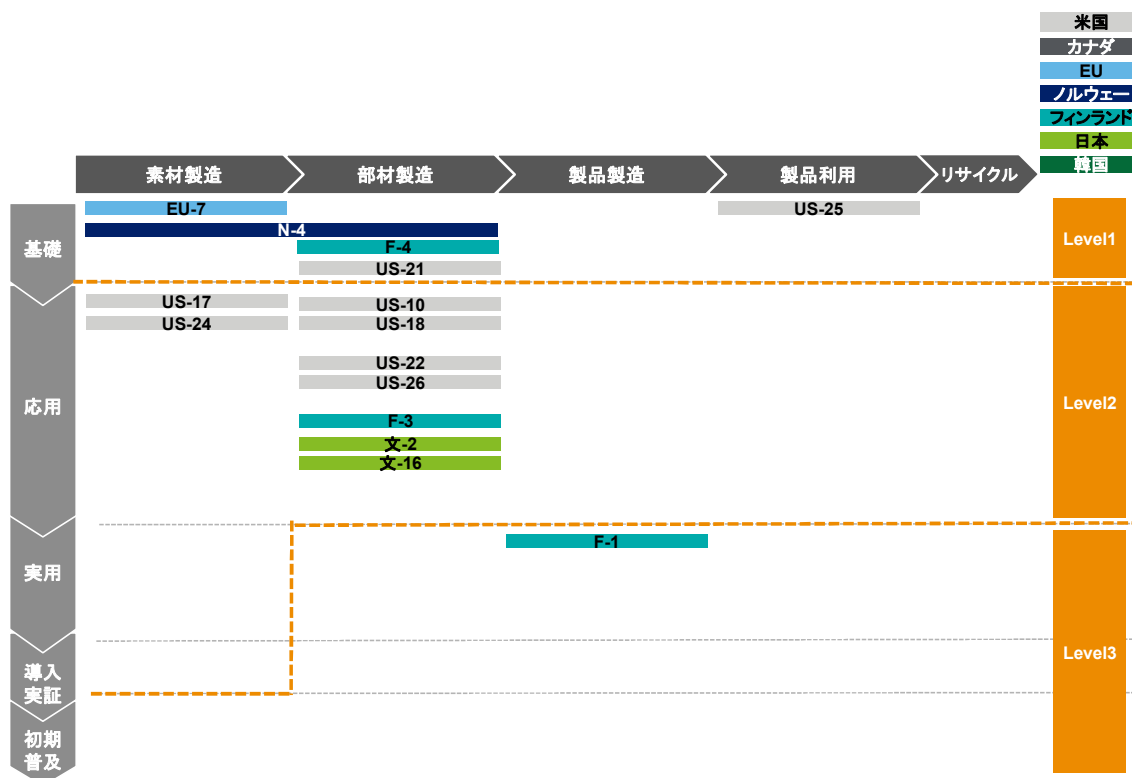 米国
カナダ
EU
ノルウェー
フィンランド
日本
韓国
素材製造
部材製造
製品製造
製品利用
リサイクル
基礎
EU-7
US-25
N-4
F-4
US-21
Level1
応用
US-17
US-10
US-24
US-18
US-22
US-26
F-3
文-2
文-16
Level2
実用
F-1
導入
実証
Level3
初期
普及